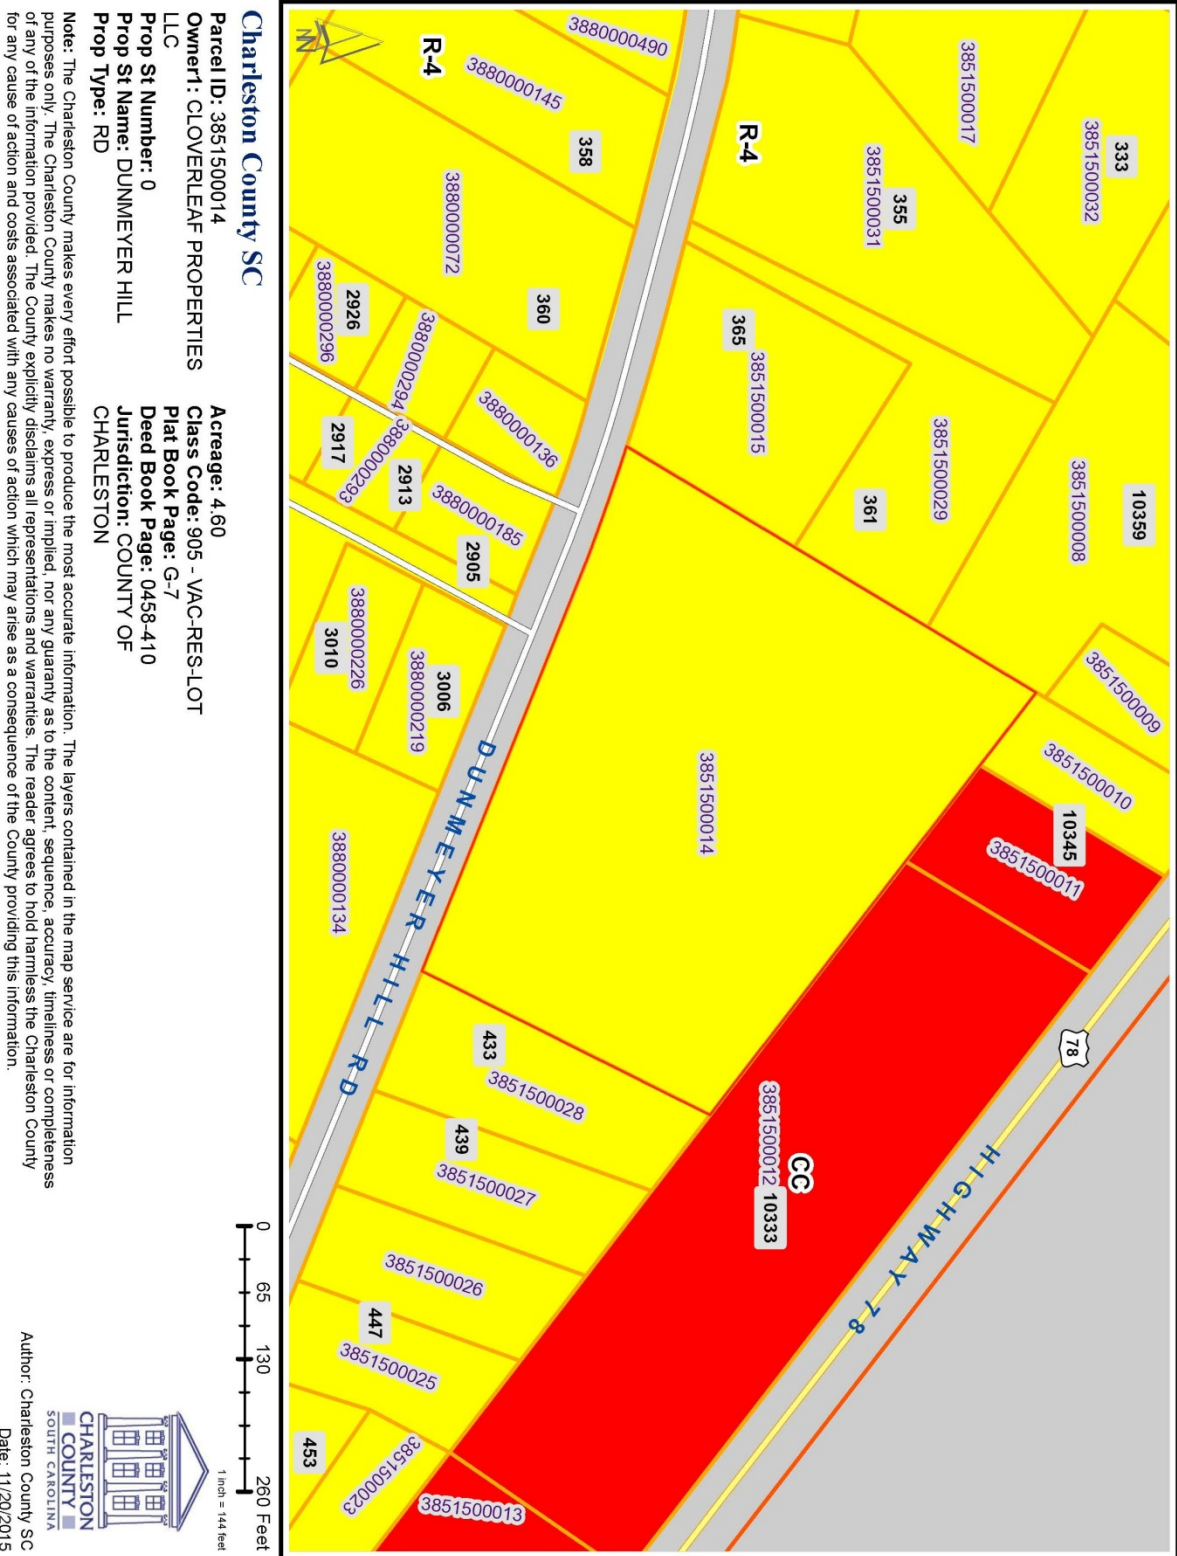 333
3851500032
3851500017
355
3851500031
R-4
3880000490
3880000145
R-4
358
3880000072
360
365
3851500015
3851500029
361
10359
3851500008
3851500009
3851500010
10345
3851500011
78
HIGHWAY 78
CC
3851500012 10333
3851500014
2926
3880000296
3880000294
3880000136
2917
3880000293
2913
3880000185
2905
3006
3880000219
3880000226
3010
3880000134
DUNMEYER HILL RD
433
3851500028
439
3851500027
3851500026
447
3851500025
453
3851500023
3851500013
N
Charleston County SC
Parcel ID: 3851500014
Owner1: CLOVERLEAF PROPERTIES
LLC
Prop St Number: 0
Prop St Name: DUNMEYER HILL
Prop Type: RD
Acreage: 4.60
Class Code: 905 - VAC-RES-LOT
Plat Book Page: G-7
Deed Book Page: 0458-410
Jurisdiction: COUNTY OF
CHARLESTON
0 65 130 260 Feet
1 inch = 144 feet
Note: The Charleston County makes every effort possible to produce the most accurate information. The layers contained in the map service are for information
purposes only. The Charleston County makes no warranty, express or implied, nor any guaranty as to the content, sequence, accuracy, timeliness or completeness
of any of the information provided. The County explicitly disclaims all representations and warranties. The reader agrees to hold harmless the Charleston County
for any cause of action and costs associated with any causes of action which may arise as a consequence of the County providing this information.
CHARLESTON
COUNTY
SOUTH CAROLINA
Author: Charleston County SC
Date: 11/20/2015